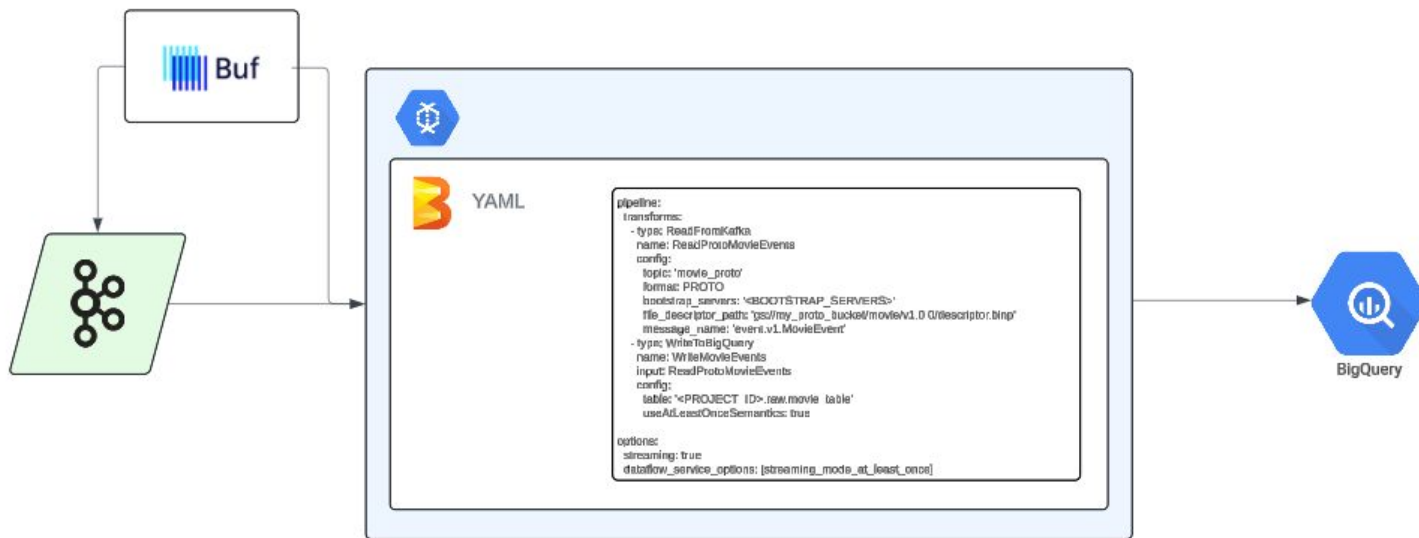 Buf
YAML
pipeline:
transforms:
- type: ReadFromKafka
name: ReadProtoMovieEvents
config:
topic: 'movie_proto'
format: PROTO
bootstrap_servers: '<BOOTSTRAP_SERVERS>'
file_descriptor_path: 'gs://my_proto_bucket/movie/v1.0.0/descriptor.binp'
message_name: 'event.v1.MovieEvent'
- type: WriteToBigQuery
name: WriteMovieEvents
input: ReadProtoMovieEvents
config:
table: '<PROJECT_ID>.raw.movie_table'
useAtLeastOnceSemantics: true
options:
streaming: true
dataflow_service_options: [streaming_mode_at_least_once]
BigQuery